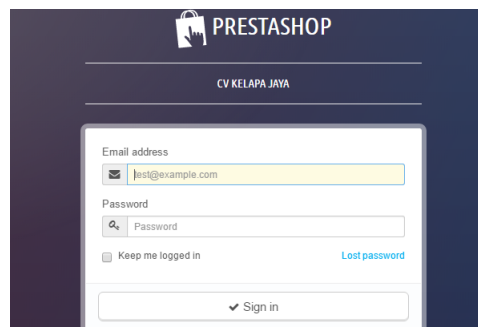 PRESTASHOP
CV KELAPA JAYA
Email address
test@example.com
Password
Password
Keep me logged in
Lost password
Sign in